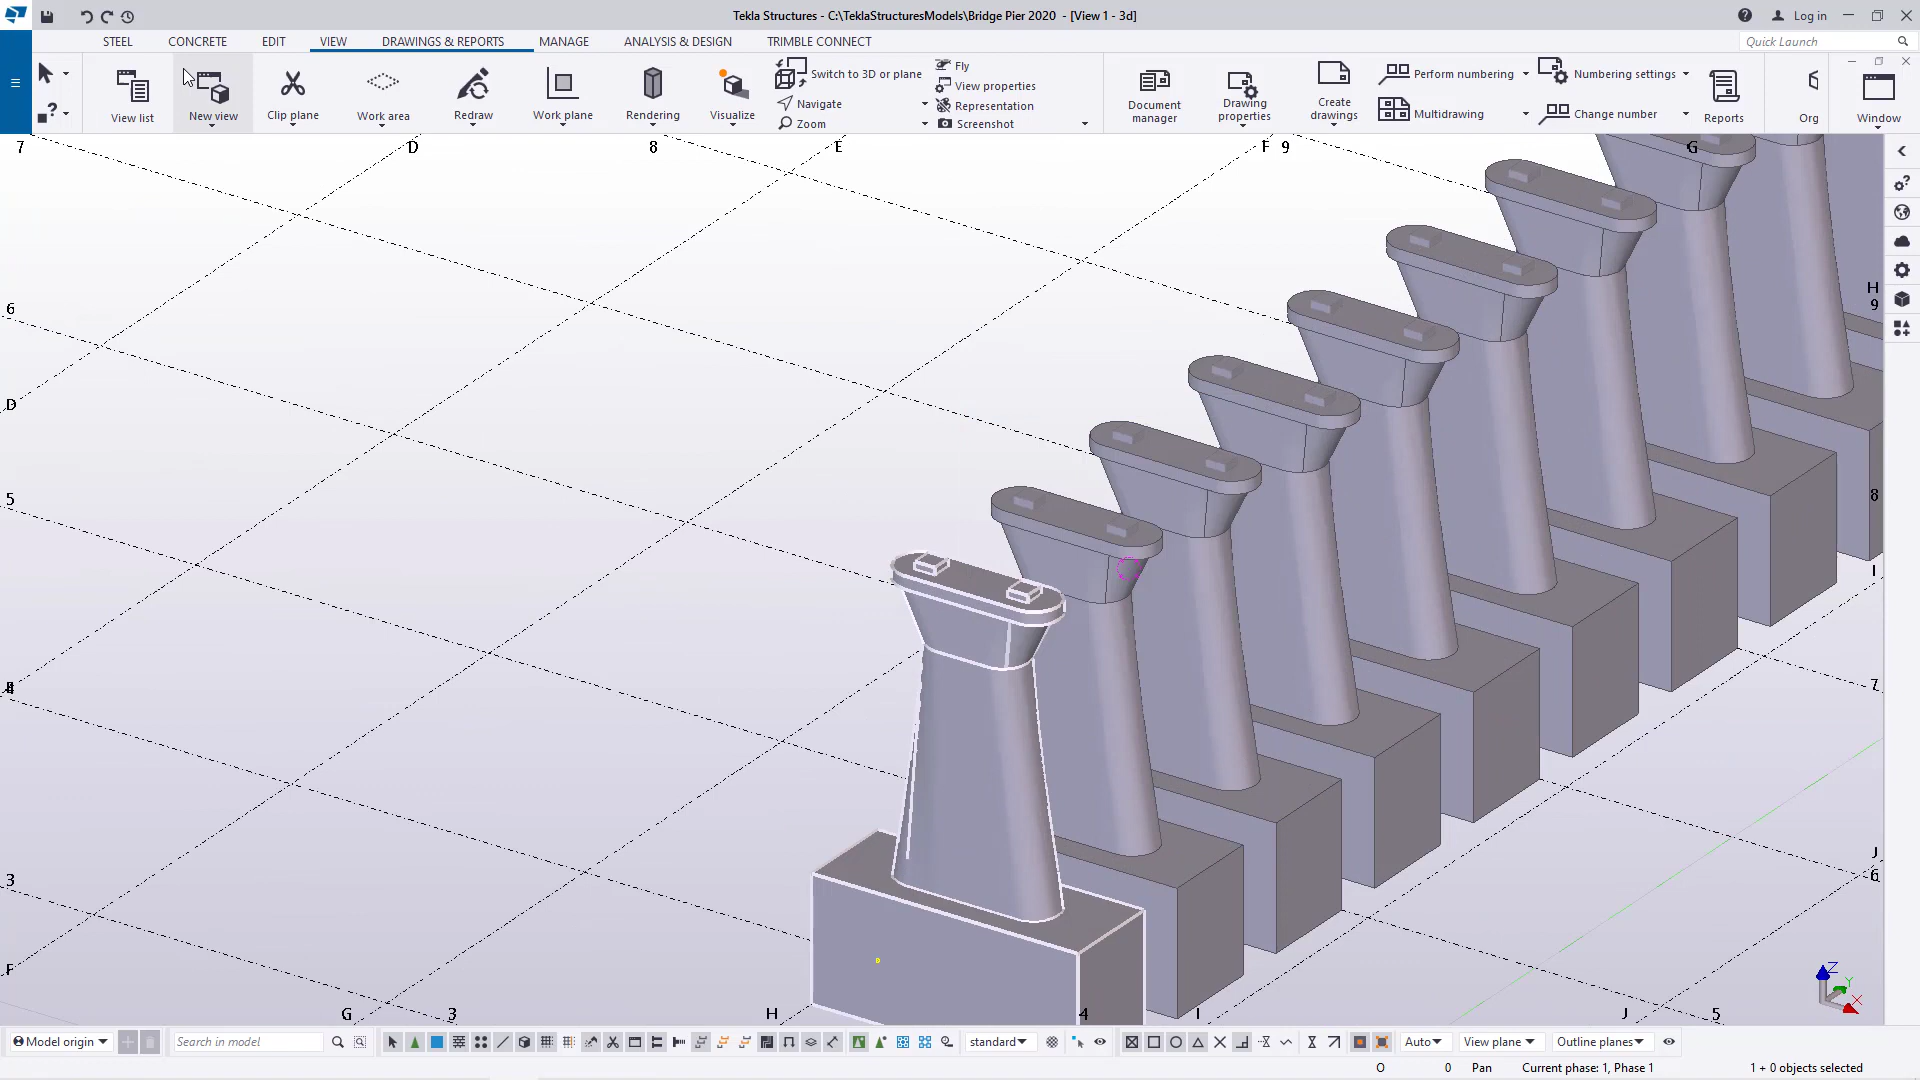 Tekla Structures - C:\TeklaStructuresModels\Bridge Pier 2020 - [View 1 - 3d]
Log in
STEEL
CONCRETE
EDIT
VIEW
DRAWINGS & REPORTS
MANAGE
ANALYSIS & DESIGN
TRIMBLE CONNECT
Quick Launch
View list
New view
Clip plane
Work area
Redraw
Work plane
Rendering
Visualize
Switch to 3D or plane
Navigate
Zoom
Fly
View properties
Representation
Screenshot
Document manager
Drawing properties
Create drawings
Perform numbering
Multidrawing
Numbering settings
Change number
Reports
Org
Window
7
D
8
E
F 9
G
6
H
9
D
5
8
I
4
7
3
J
6
F
G
3
H
4
I
J
5
Z
Y
X
Model origin
Search in model
standard
Auto
View plane
Outline planes
O
0
Pan
Current phase: 1, Phase 1
1 + 0 objects selected